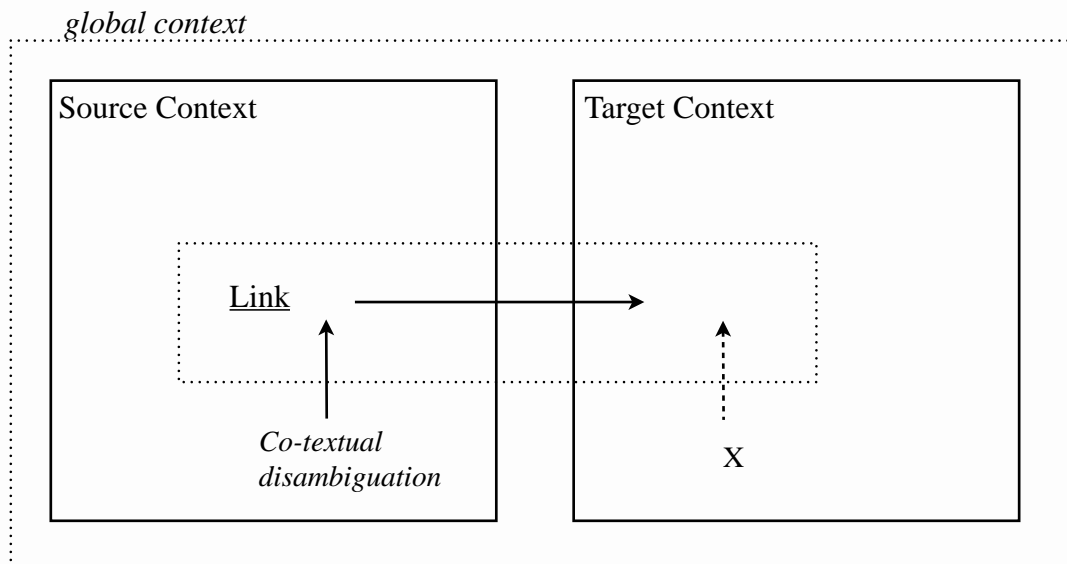 global context
Source Context
Target Context
Link
Co-textual
disambiguation
X